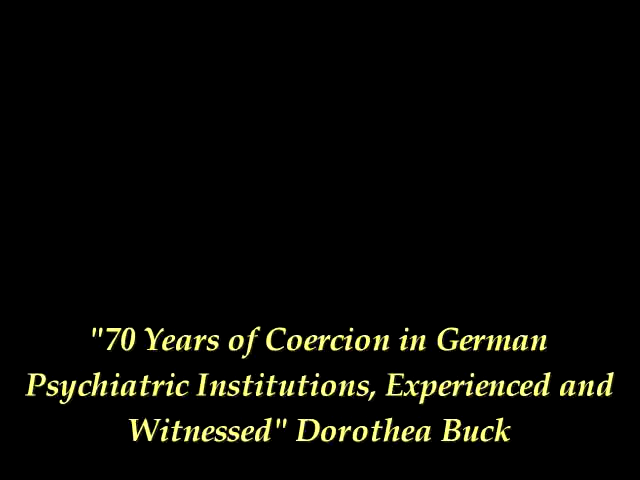 "70 Years of Coercion in German
Psychiatric Institutions, Experienced and
Witnessed" Dorothea Buck